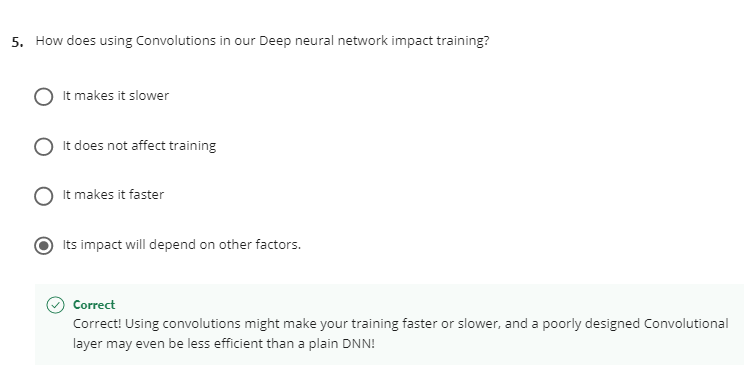 5. How does using Convolutions in our Deep neural network impact training?
It makes it slower
It does not affect training
It makes it faster
Its impact will depend on other factors.
Correct
Correct! Using convolutions might make your training faster or slower, and a poorly designed Convolutional
layer may even be less efficient than a plain DNN!